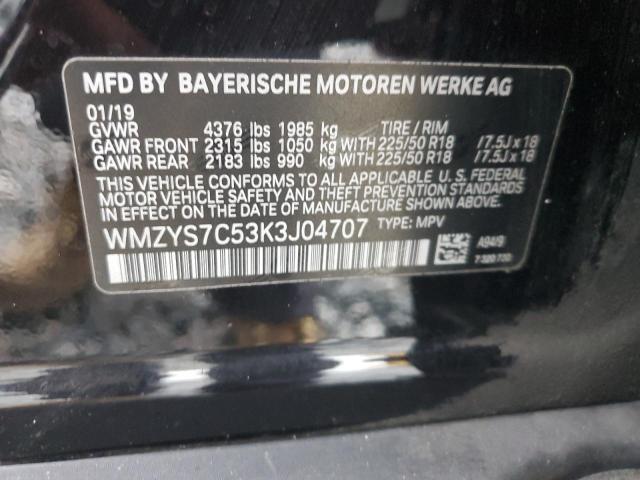 MFD BY BAYERISCHE MOTOREN WERKE AG
01/19
GVWR 4376 lbs 1985 kg TIRE / RIM
GAWR FRONT 2315 lbs 1050 kg WITH 225/50 R18 /7.5J x 18
GAWR REAR 2183 lbs 990 kg WITH 225/50 R18 /7.5J x 18
THIS VEHICLE CONFORMS TO ALL APPLICABLE U. S. FEDERAL
MOTOR VEHICLE SAFETY AND THEFT PREVENTION STANDARDS
IN EFFECT ON THE DATE OF MANUFACTURE SHOWN ABOVE.
WMZYS7C53K3J04707 TYPE: MPV
A94/9